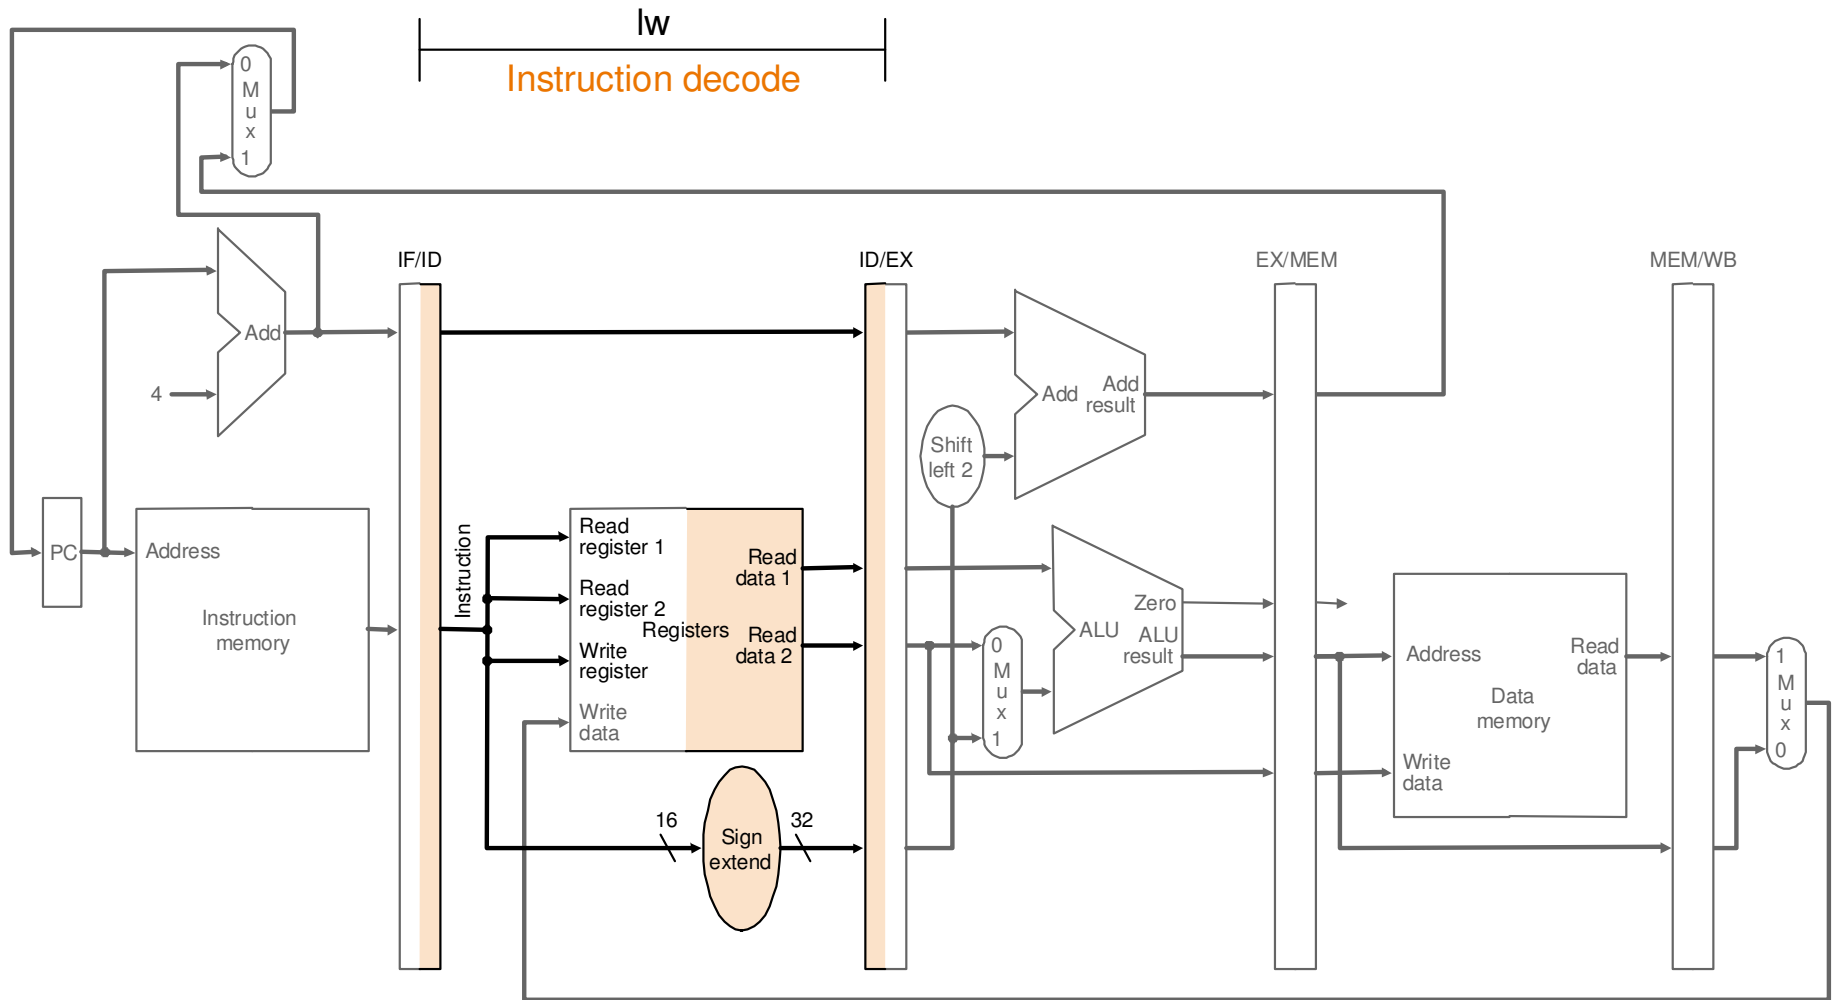 lw
Instruction decode
0
M
u
x
1
IF/ID
ID/EX
EX/MEM
MEM/WB
Add
4
Add
Add
result
Shift
left 2
PC
Address
Instruction
memory
Instruction
Read
register 1
Read
register 2
Write
register
Write
data
Registers
Read
data 1
Read
data 2
16
Sign
extend
32
0
M
u
x
1
Zero
ALU
ALU
result
Address
Read
data
Data
memory
Write
data
1
M
u
x
0